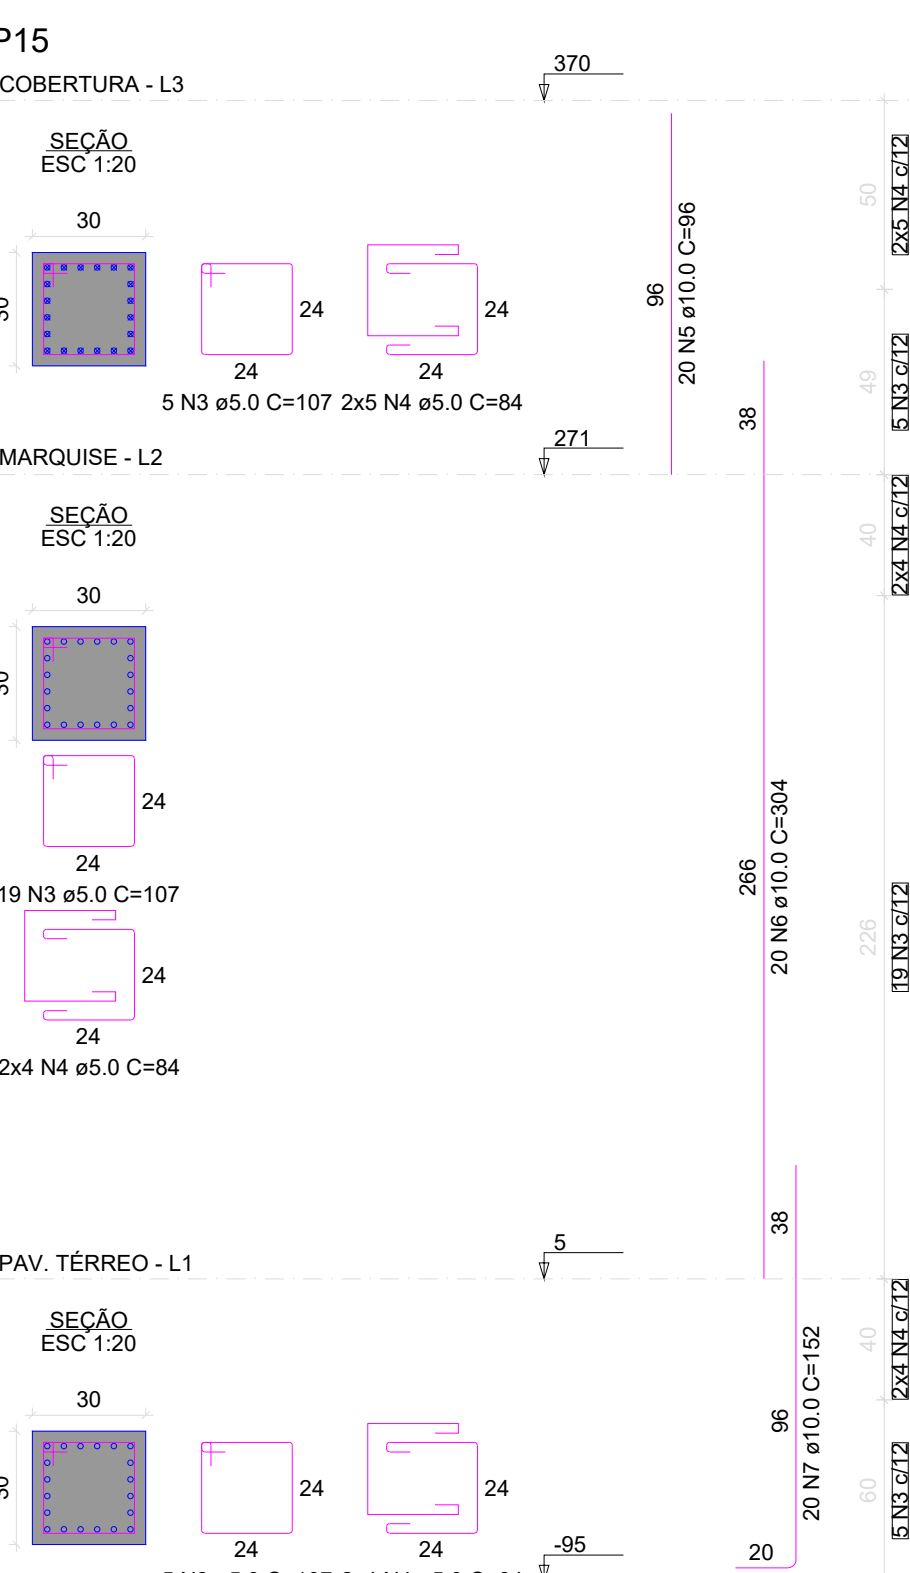 P15
COBERTURA - L3
370
SEÇÃO
ESC 1:20
30
30
24
24
5 N3 ø5.0 C=107
24
24
2x5 N4 ø5.0 C=84
96
20 N5 ø10.0 C=96
50
2x5 N4 c/12
49
5 N3 c/12
38
MARQUISE - L2
271
SEÇÃO
ESC 1:20
30
30
24
24
19 N3 ø5.0 C=107
24
24
2x4 N4 ø5.0 C=84
266
20 N6 ø10.0 C=304
40
2x4 N4 c/12
226
19 N3 c/12
38
PAV. TÉRREO - L1
5
SEÇÃO
ESC 1:20
30
30
24
24
24
24
96
20 N7 ø10.0 C=152
40
2x4 N4 c/12
60
5 N3 c/12
-95
20